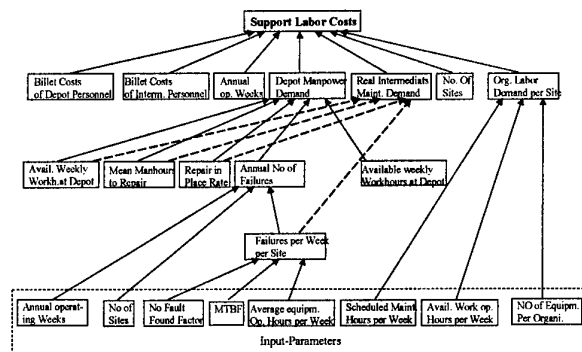 Support Labor Costs
Billet Costs
of Depot Personnel
Billet Costs
of Interm. Personnel
Annual
op. Weeks
Depot Manpower
Demand
Real Intermediats
Maint. Demand
No. Of
Sites
Org. Labor
Demand per Site
Avail. Weekly
Workh.at Depot
Mean Manhours
to Repair
Repair in
Place Rate
Annual No of
Failures
Available weekly
Workhours at Depot
Failures per Week
per Site
Annual operat-
ing Weeks
No of
Sites
No Fault
Found Factor
MTBF
Average equipm.
Op. Hours per Week
Scheduled Maint.
Hours per Week
Avail. Work op.
Hours per Week
NO of Equipm.
Per Organi.
Input-Parameters